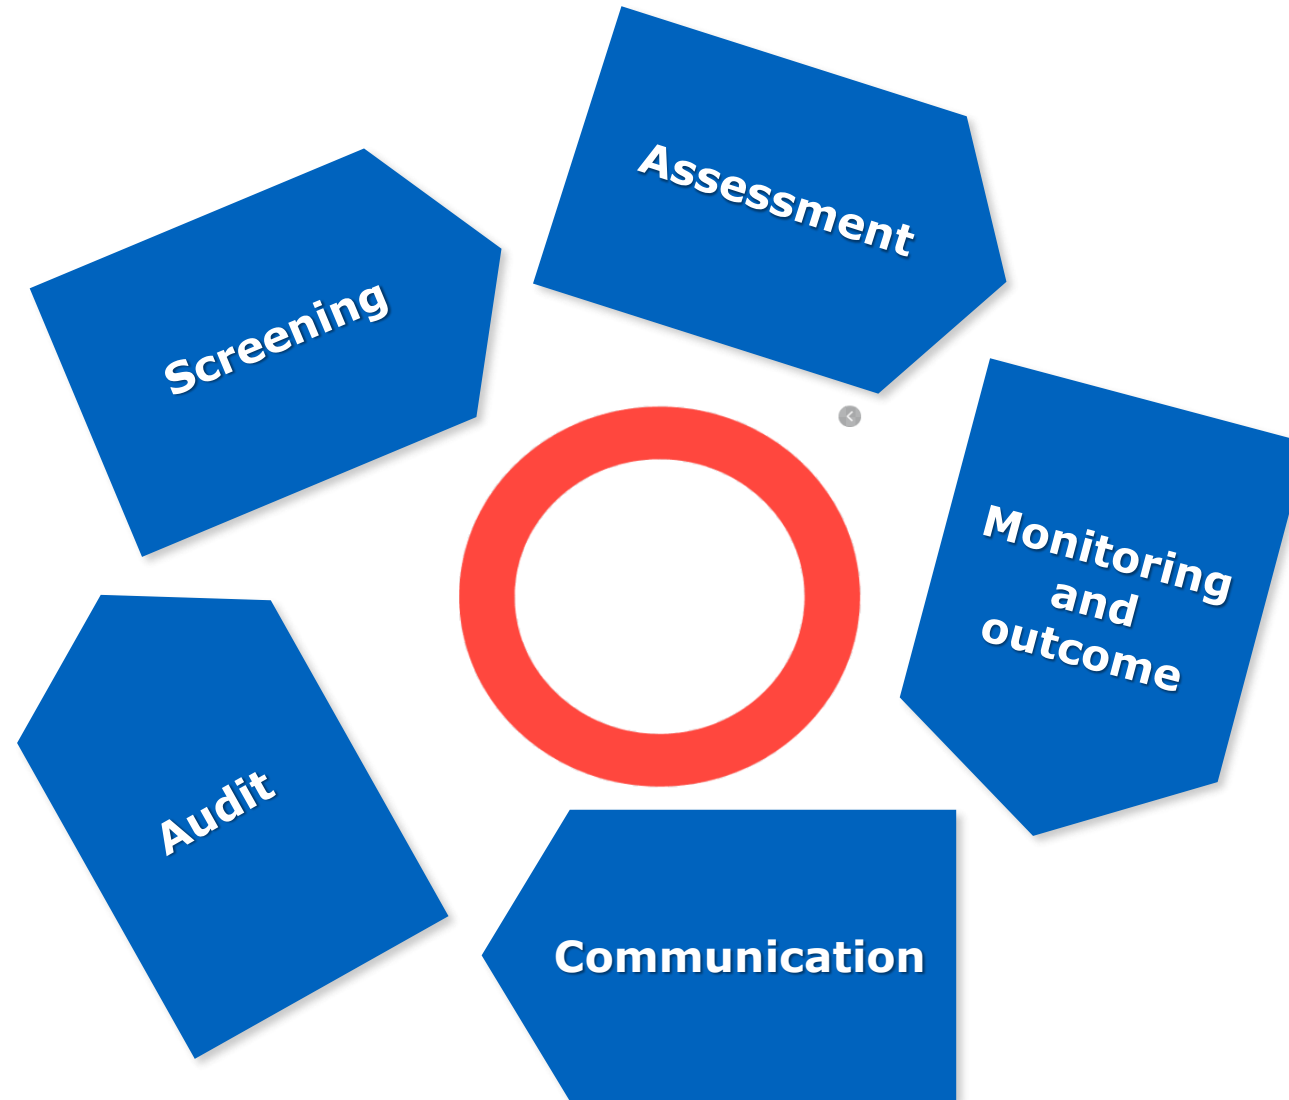 Assessment
Screening
Monitoring
and
outcome
Audit
Communication